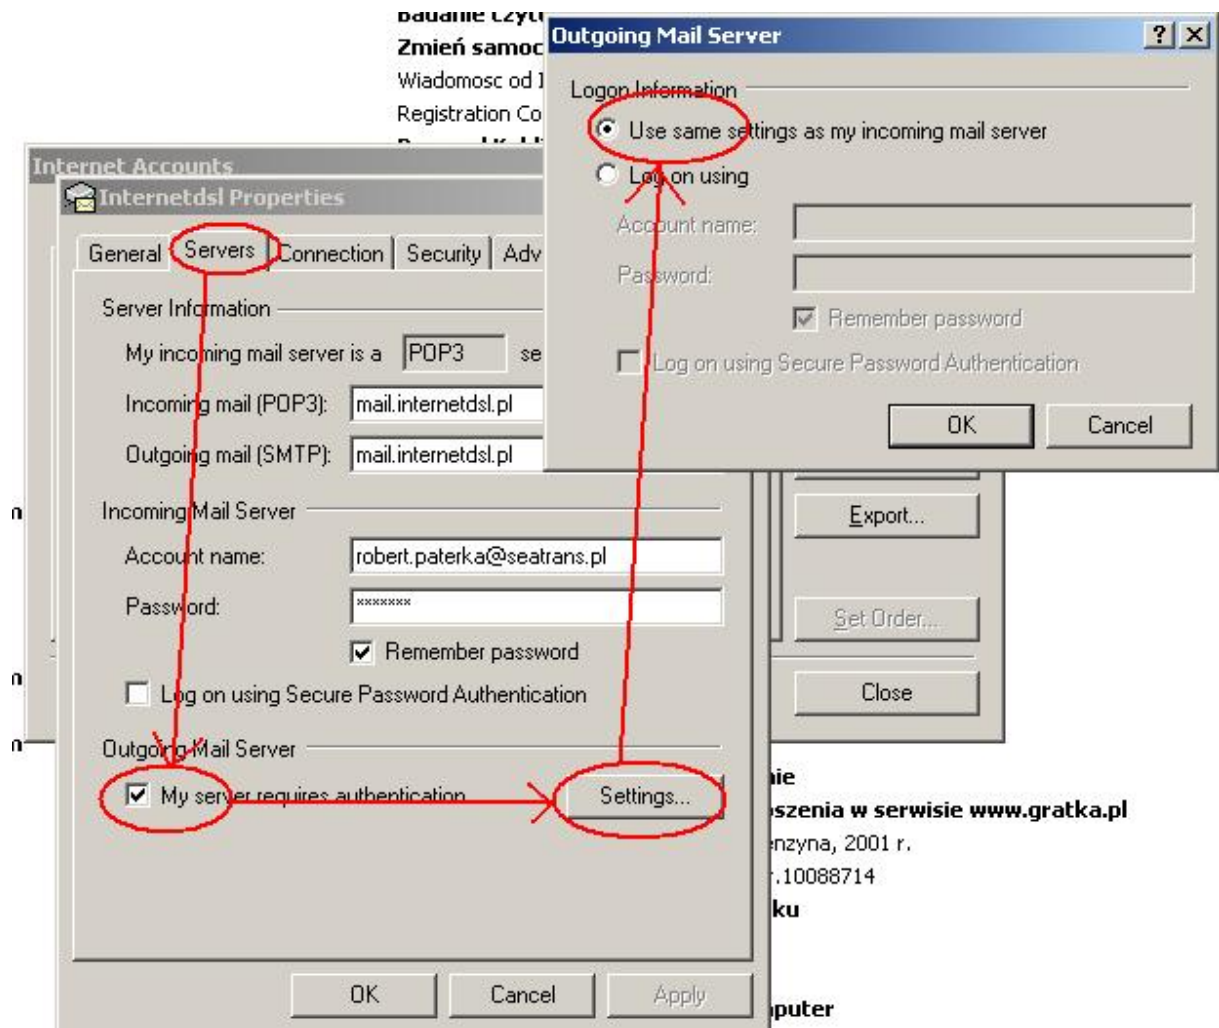 Badanie czyt
Zmień samoc
Wiadomosc od
Registration Co
Outgoing Mail Server
Logon Information
Use same settings as my incoming mail server
Log on using
Account name:
Password:
Remember password
Log on using Secure Password Authentication
OK Cancel
Internet Accounts
Internetdsl Properties
General Servers Connection Security Adv
Server Information
My incoming mail server is a POP3 se
Incoming mail (POP3): mail.internetdsl.pl
Outgoing mail (SMTP): mail.internetdsl.pl
Incoming Mail Server
Account name: robert.paterka@seatrans.pl
Password: *******
Remember password
Log on using Secure Password Authentication
Outgoing Mail Server
My server requires authentication Settings...
OK Cancel Apply
Export...
Set Order...
Close
nie
oszenia w serwisie www.gratka.pl
enzyna, 2001 r.
r.10088714
ku
mputer